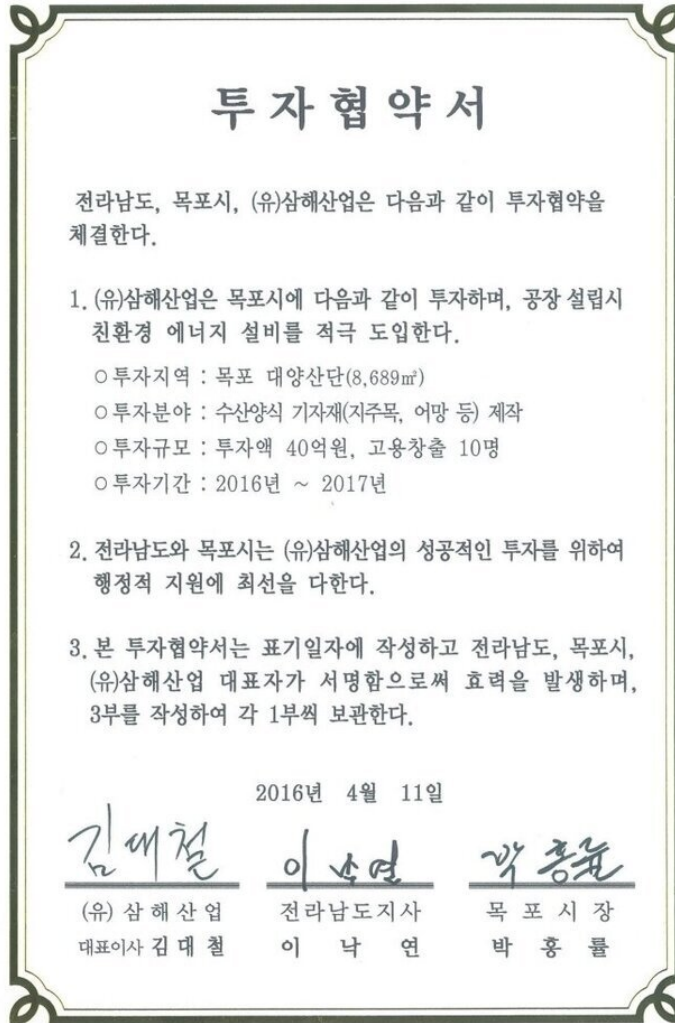 투자협약서
전라남도, 목포시, (유)삼해산업은 다음과 같이 투자협약을
체결한다.
1. (유)삼해산업은 목포시에 다음과 같이 투자하며, 공장 설립시
친환경 에너지 설비를 적극 도입한다.
○ 투자지역 : 목포 대양산단(8,689㎡)
○ 투자분야 : 수산양식 기자재(지주목, 어망 등) 제작
○ 투자규모 : 투자액 40억원, 고용창출 10명
○ 투자기간 : 2016년 ~ 2017년
2. 전라남도와 목포시는 (유)삼해산업의 성공적인 투자를 위하여
행정적 지원에 최선을 다한다.
3. 본 투자협약서는 표기일자에 작성하고 전라남도, 목포시,
(유)삼해산업 대표자가 서명함으로써 효력을 발생하며,
3부를 작성하여 각 1부씩 보관한다.
2016년 4월 11일
김대철 이낙연 박홍률
(유) 삼해산업 전라남도지사 목포시장
대표이사 김대철 이낙연 박홍률